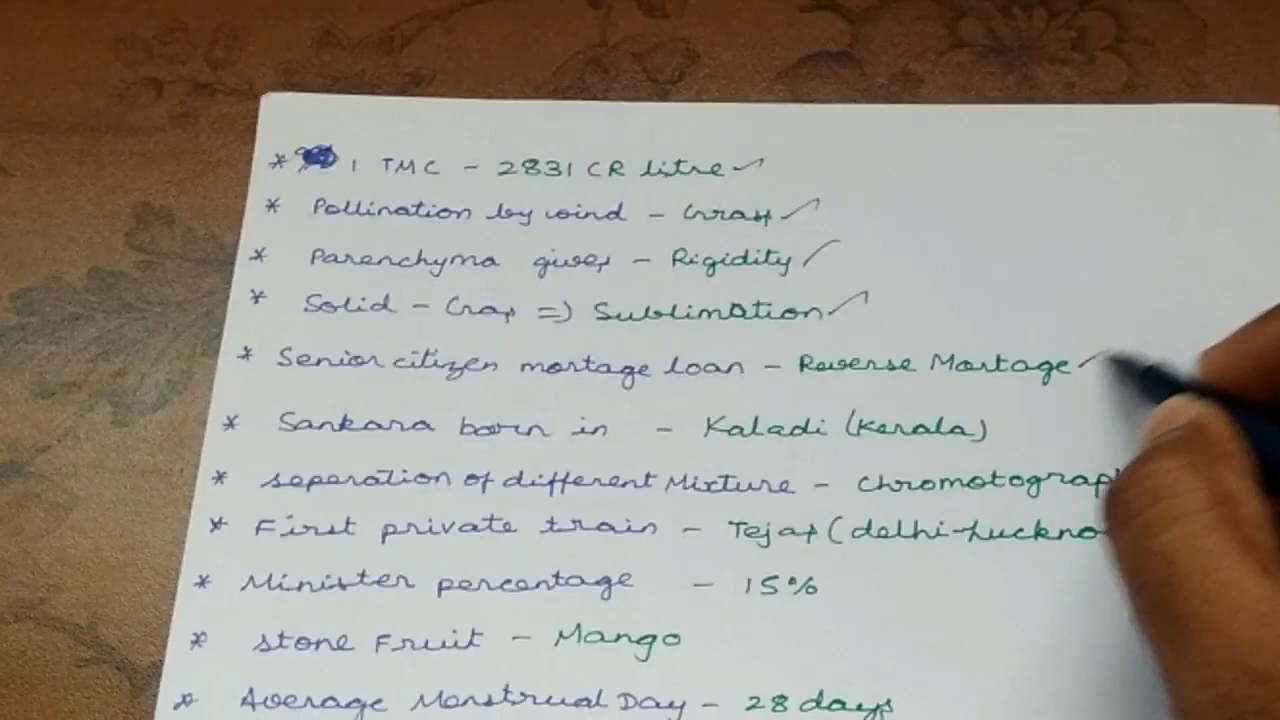 * 1 TMC - 2831 CR litre
* Pollination by wind - Grass
* Parenchyma gives - Rigidity
* Solid - Gas => Sublimation
* Senior citizen mortage loan - Reverse Mortage
* Sankara born in - Kaladi (Kerala)
* seperation of different Mixture - Chromotograp
* First private train - Tejas (delhi-Luckno
* Minister percentage - 15%
* Stone Fruit - Mango
* Average Menstrual Day - 28 days